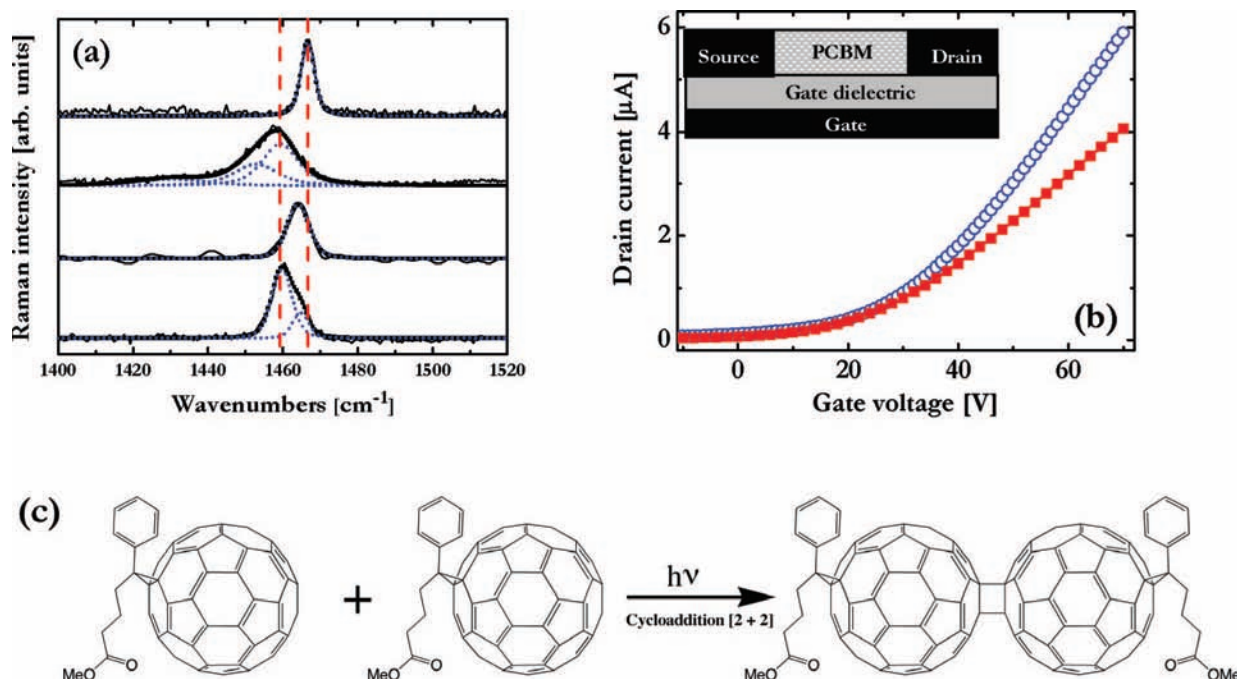 (a)
Raman intensity [arb. units]
1400 1420 1440 1460 1480 1500 1520
Wavenumbers [cm⁻¹]
6
4
2
0
Drain current [μA]
Source PCBM Drain
Gate dielectric
Gate
(b)
0 20 40 60
Gate voltage [V]
(c)
+
hν
Cycloaddition [2 + 2]
MeO O
MeO O
MeO O
O OMe